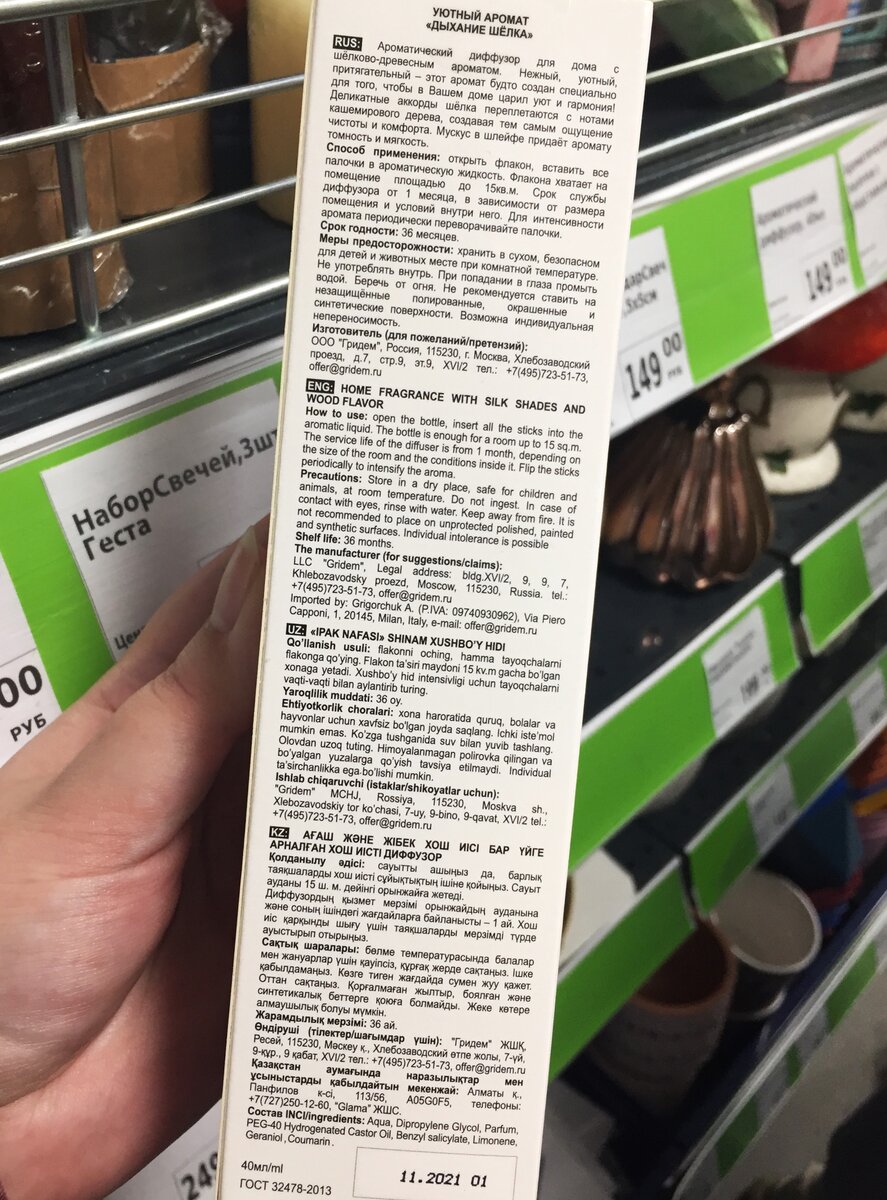 УЮТНЫЙ АРОМАТ
«ДЫХАНИЕ ШЁЛКА»
RUS: Ароматический диффузор для дома с
шёлково-древесным ароматом. Нежный, уютный,
притягательный – этот аромат будто создан специально
для того, чтобы в Вашем доме царил уют и гармония!
Деликатные аккорды шёлка переплетаются с нотами
кашемирового дерева, создавая тем самым ощущение
чистоты и комфорта. Мускус в шлейфе придаёт аромату
томность и мягкость.
Способ применения: открыть флакон, вставить все
палочки в ароматическую жидкость. Флакона хватает на
помещение площадью до 15кв.м. Срок службы
диффузора от 1 месяца, в зависимости от размера
помещения и условий внутри него. Для интенсивности
аромата периодически переворачивайте палочки.
Срок годности: 36 месяцев.
Меры предосторожности: хранить в сухом, безопасном
для детей и животных месте при комнатной температуре.
Не употреблять внутрь. При попадании в глаза промыть
водой. Беречь от огня. Не рекомендуется ставить на
незащищённые полированные, окрашенные и
синтетические поверхности. Возможна индивидуальная
непереносимость.
Изготовитель (для пожеланий/претензий):
ООО "Гридем", Россия, 115230, г. Москва, Хлебозаводский
проезд, д.7, стр.9, эт.9, XVI/2 тел.: +7(495)723-51-73,
offer@gridem.ru
ENG: HOME FRAGRANCE WITH SILK SHADES AND
WOOD FLAVOR
How to use: open the bottle, insert all the sticks into the
aromatic liquid. The bottle is enough for a room up to 15 sq.m.
The service life of the diffuser is from 1 month, depending on
the size of the room and the conditions inside it. Flip the sticks
periodically to intensify the aroma.
Precautions: Store in a dry place, safe for children and
animals, at room temperature. Do not ingest. In case of
contact with eyes, rinse with water. Keep away from fire. It is
not recommended to place on unprotected polished, painted
and synthetic surfaces. Individual intolerance is possible
Shelf life: 36 months.
The manufacturer (for suggestions/claims):
LLC "Gridem", Legal address: bldg.XVI/2, 9, 9, 7,
Khlebozavodsky proezd, Moscow, 115230, Russia. tel.:
+7(495)723-51-73, offer@gridem.ru
Imported by: Grigorchuk A. (P.IVA: 09740930962), Via Piero
Capponi, 1, 20145, Milan, Italy, e-mail: offer@gridem.ru
UZ: «IPAK NAFASI» SHINAM XUSHBO'Y HIDI
Qo'llanish usuli: flakonni oching, hamma tayoqchalarni
flakonga qo'ying. Flakon ta'siri maydoni 15 kv.m gacha bo'lgan
xonaga yetadi. Xushbo'y hid intensivligi uchun tayoqchalarni
vaqti-vaqti bilan aylantirib turing.
Yaroqlilik muddati: 36 oy.
Ehtiyotkorlik choralari: xona haroratida quruq, bolalar va
hayvonlar uchun xavfsiz bo'lgan joyda saqlang. Ichki iste'mol
mumkin emas. Ko'zga tushganida suv bilan yuvib tashlang.
Olovdan uzoq tuting. Himoyalanmagan polirovka qilingan va
bo'yalgan yuzalarga qo'yish tavsiya etilmaydi. Individual
ta'sirchanlikka ega bo'lishi mumkin.
Ishlab chiqaruvchi (istaklar/shikoyatlar uchun):
"Gridem" MCHJ, Rossiya, 115230, Moskva sh.,
Xlebozavodskiy tor ko'chasi, 7-uy, 9-bino, 9-qavat, XVI/2 tel.:
+7(495)723-51-73, offer@gridem.ru
KZ: АҒАШ ЖӘНЕ ЖІБЕК ХОШ ИІСІ БАР ҮЙГЕ
АРНАЛҒАН ХОШ ИІСТІ ДИФФУЗОР
Қолданылу әдісі: сауытты ашыңыз да, барлық
таяқшаларды хош иісті сұйықтықтың ішіне қойыңыз. Сауыт
ауданы 15 ш. м. дейінгі орынжайға жетеді.
Диффузордың қызмет мерзімі орынжайдың ауданына
және соның ішіндегі жағдайларға байланысты – 1 ай. Хош
иіс қарқынды шығу үшін таяқшаларды мерзімді түрде
ауыстырып отырыңыз.
Сақтық шаралары: бөлме температурасында балалар
мен жануарлар үшін қауіпсіз, құрғақ жерде сақтаңыз. Ішке
қабылдамаңыз. Көзге тиген жағдайда сумен жуу қажет.
Оттан сақтаңыз. Қорғалмаған жылтыр, боялған және
синтетикалық беттерге қоюға болмайды. Жеке көтере
алмаушылық болуы мүмкін.
Жарамдылық мерзімі: 36 ай.
Өндіруші (тілектер/шағымдар үшін): "Гридем" ЖШҚ,
Ресей, 115230, Мәскеу қ., Хлебозаводский өтпе жолы, 7-үй,
9-құр., 9 қабат, XVI/2 тел.: +7(495)723-51-73, offer@gridem.ru
Қазақстан аумағында наразылықтар мен
ұсыныстарды қабылдайтын мекенжай: Алматы қ.,
Панфилов к-сі, 113/56, A05G0F5, телефоны:
+7(727)250-12-60, "Glama" ЖШС.
Состав INCI/ingredients: Aqua, Dipropylene Glycol, Parfum,
PEG-40 Hydrogenated Castor Oil, Benzyl salicylate, Limonene,
Geraniol, Coumarin.
40мл/ml
ГОСТ 32478-2013
11.2021 01
НаборСвечей,3шт
Геста
Цен
00
РУБ
249
149 00
РУБ
Ароматический
диффузор, 40мл
149 00